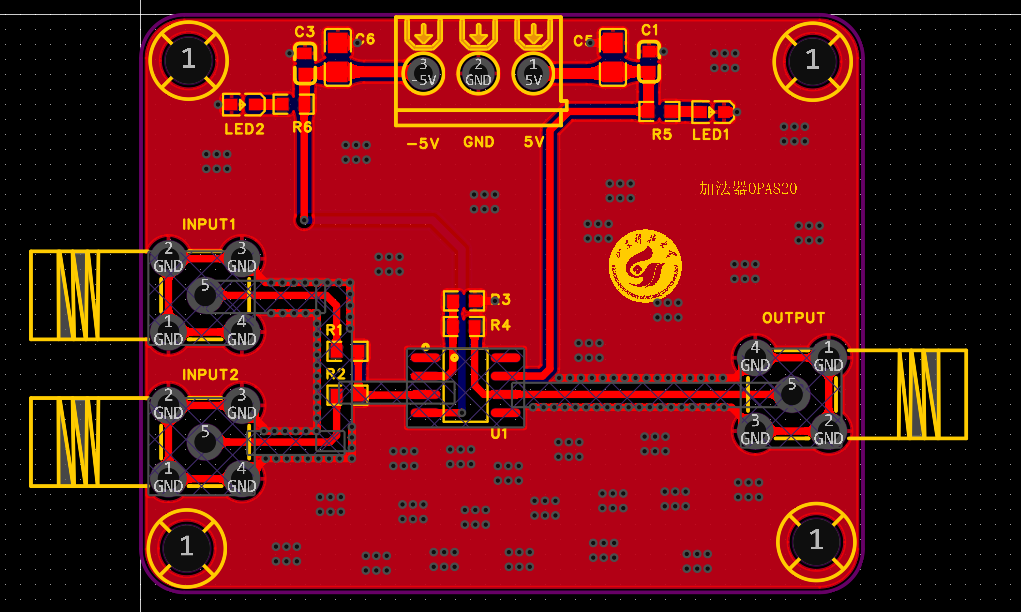 1
C3
C6
3
-5V
2
GND
1
5V
C5
C1
1
LED2
R6
-5V
GND
5V
R5
LED1
加法器OPA820
INPUT1
2
GND
3
GND
5
1
GND
4
GND
R3
R4
R1
R2
INPUT2
2
GND
3
GND
5
1
GND
4
GND
U1
OUTPUT
4
GND
1
GND
5
3
GND
2
GND
1
1